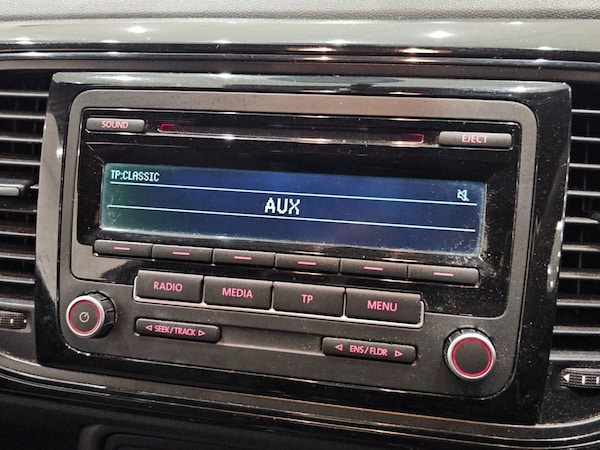 SOUND
EJECT
TP:CLASSIC
AUX
RADIO
MEDIA
TP
MENU
SEEK/TRACK
ENS/FLDR